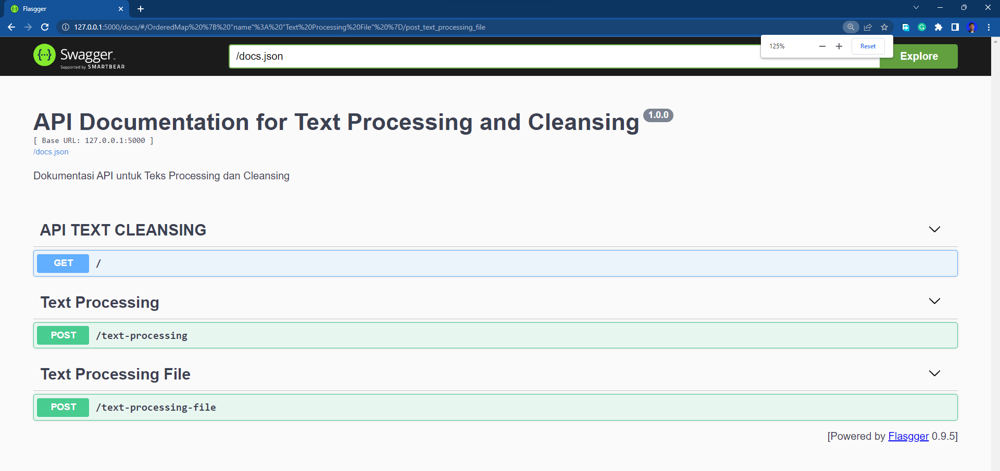 Flasgger
127.0.0.1:5000/docs/#/OrderedMap%20%7B%20"name"%3A%20"Text%20Processing%20File"%20%7D/post_text_processing_file
125%
Reset
Swagger™
Supported by SMARTBEAR
/docs.json
Explore
API Documentation for Text Processing and Cleansing 1.0.0
[ Base URL: 127.0.0.1:5000 ]
/docs.json
Dokumentasi API untuk Teks Processing dan Cleansing
API TEXT CLEANSING
GET /
Text Processing
POST /text-processing
Text Processing File
POST /text-processing-file
[Powered by Flasgger 0.9.5]